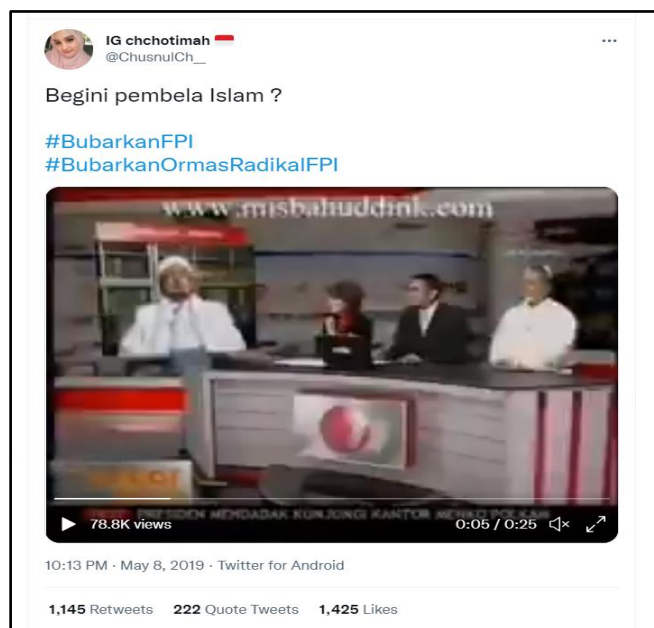 IG chchotimah
@ChusnulCh__
Begini pembela Islam ?
#BubarkanFPI
#BubarkanOrmasRadikalFPI
www.misbahuddink.com
PRESIDEN MENDADAK KUNJUNGI KANTOR MENKO POLKAM
78.8K views
0:05 / 0:25
10:13 PM · May 8, 2019 · Twitter for Android
1,145 Retweets 222 Quote Tweets 1,425 Likes